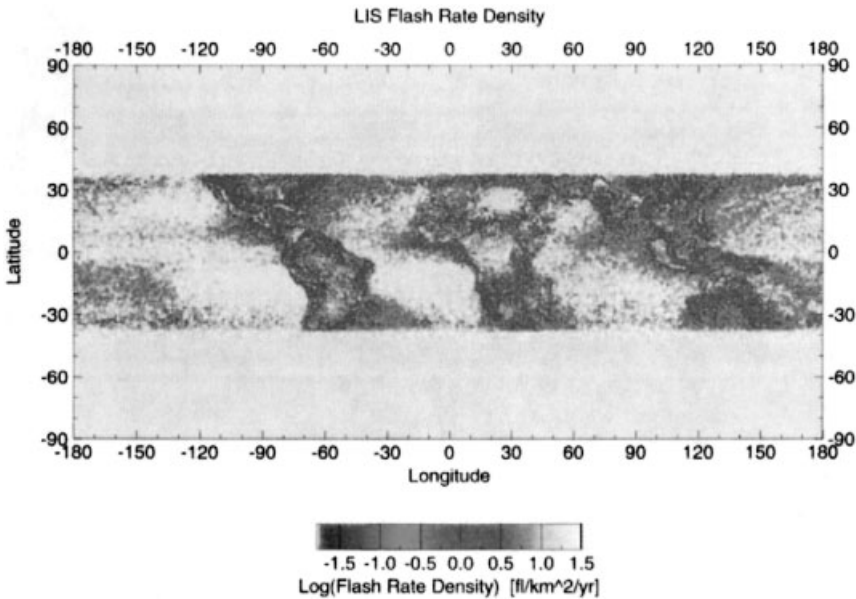 LIS Flash Rate Density
-180 -120 -90 -60 -30 0 30 60 90 120 150 180
90 90
60 60
30 30
0 0
-30 -30
-60 -60
-90 -90
Latitude
-180 -150 -120 -90 -60 -30 0 30 60 90 120 150 180
Longitude
-1.5 -1.0 -0.5 0.0 0.5 1.0 1.5
Log(Flash Rate Density) [fl/km^2/yr]